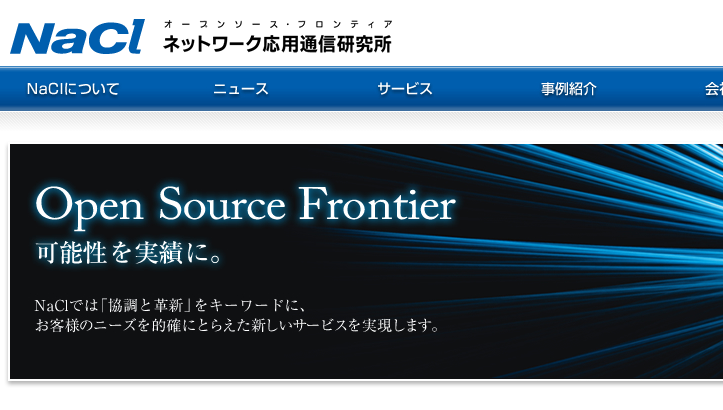 NaCl
オープンソース・フロンティア
ネットワーク応用通信研究所
NaClについて ニュース サービス 事例紹介 会社
Open Source Frontier
可能性を実績に。
NaClでは「協調と革新」をキーワードに、
お客様のニーズを的確にとらえた新しいサービスを実現します。